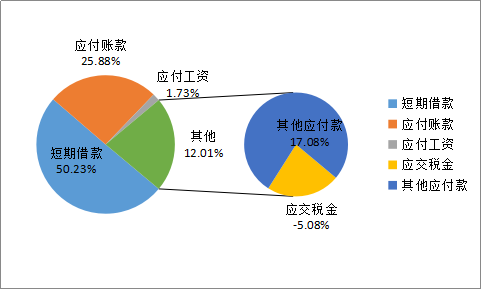 应付账款
25.88%
应付工资
1.73%
其他
12.01%
短期借款
50.23%
其他应付款
17.08%
应交税金
-5.08%
短期借款
应付账款
应付工资
应交税金
其他应付款